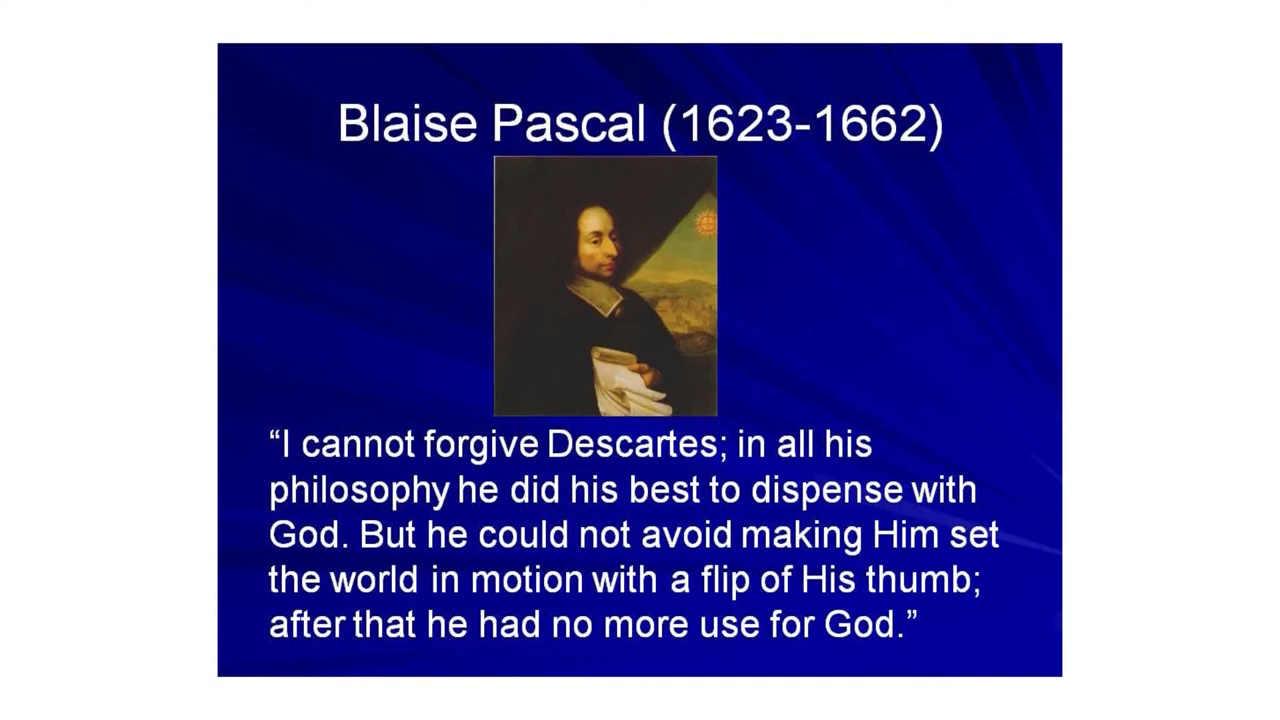 Blaise Pascal (1623-1662)
“I cannot forgive Descartes; in all his
philosophy he did his best to dispense with
God. But he could not avoid making Him set
the world in motion with a flip of His thumb;
after that he had no more use for God.”